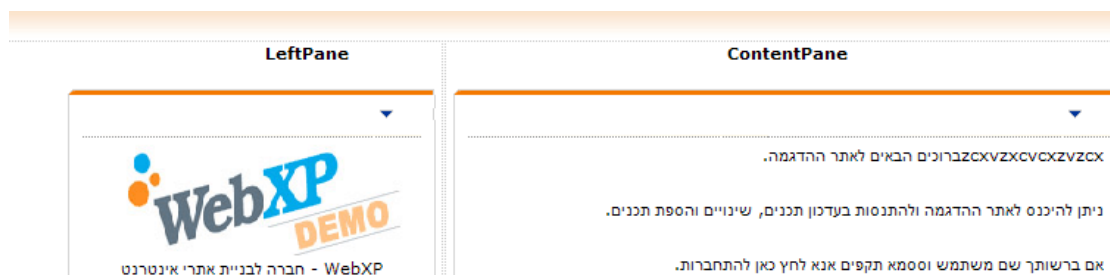 LeftPane
ContentPane
WebXP
DEMO
WebXP - חברה לבניית אתרי אינטרנט
zcxvzxcvcxzvzcxברוכים הבאים לאתר ההדגמה.
ניתן להיכנס לאתר ההדגמה ולהתנסות בעדכון תכנים, שינויים והספת תכנים.
אם ברשותך שם משתמש וססמא תקפים אנא לחץ כאן להתחברות.